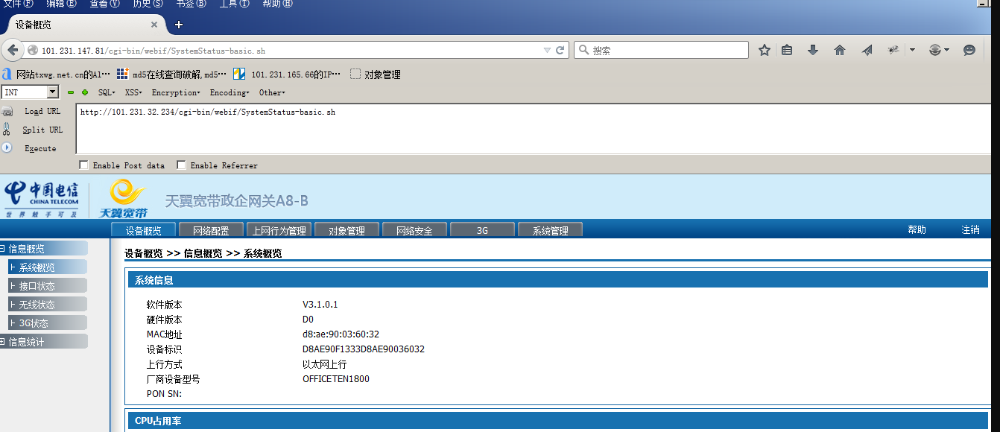 文件(F) 编辑(E) 查看(V) 历史(S) 书签(B) 工具(T) 帮助(H)
设备概览
101.231.147.81/cgi-bin/webif/SystemStatus-basic.sh
搜索
网站txwg.net.cn的Al… md5在线查询破解,md5… 101.231.165.66的IP… 对象管理
INT SQL XSS Encryption Encoding Other
Load URL
http://101.231.32.234/cgi-bin/webif/SystemStatus-basic.sh
Split URL
Execute
Enable Post data Enable Referrer
中国电信
CHINA TELECOM
世界触手可及
天翼宽带
天翼宽带政企网关A8-B
设备概览 网络配置 上网行为管理 对象管理 网络安全 3G 系统管理 帮助 注销
信息概览
系统概览
接口状态
无线状态
3G状态
信息统计
设备概览 >> 信息概览 >> 系统概览
系统信息
软件版本 V3.1.0.1
硬件版本 D0
MAC地址 d8:ae:90:03:60:32
设备标识 D8AE90F1333D8AE90036032
上行方式 以太网上行
厂商设备型号 OFFICETEN1800
PON SN:
CPU占用率